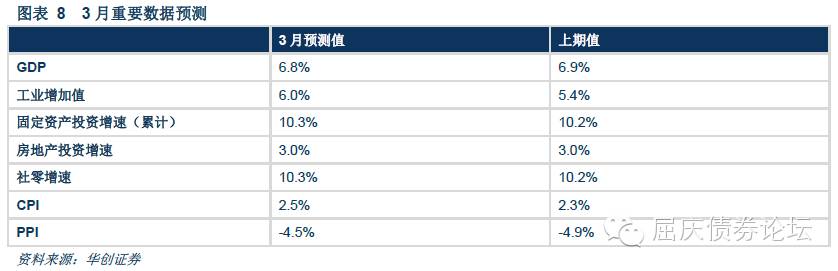 图表 8 3 月重要数据预测
3 月预测值 上期值
GDP 6.8% 6.9%
工业增加值 6.0% 5.4%
固定资产投资增速（累计） 10.3% 10.2%
房地产投资增速 3.0% 3.0%
社零增速 10.3% 10.2%
CPI 2.5% 2.3%
PPI -4.5% -4.9%
屈庆债券论坛
资料来源：华创证券